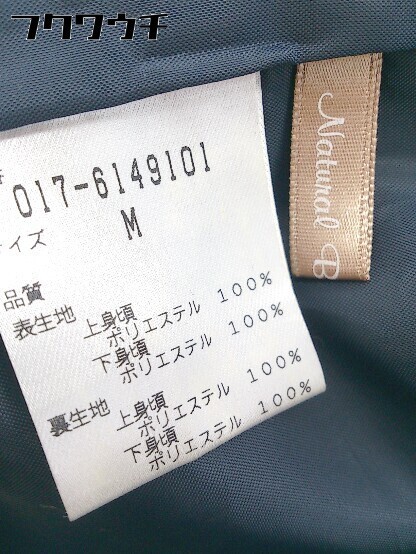 フクワウチ
017-6149101
イズ M
品質
表生地 上身頃
ポリエステル 100%
下身頃
ポリエステル 100%
裏生地 上身頃
ポリエステル 100%
下身頃
ポリエステル 100%
Natural B